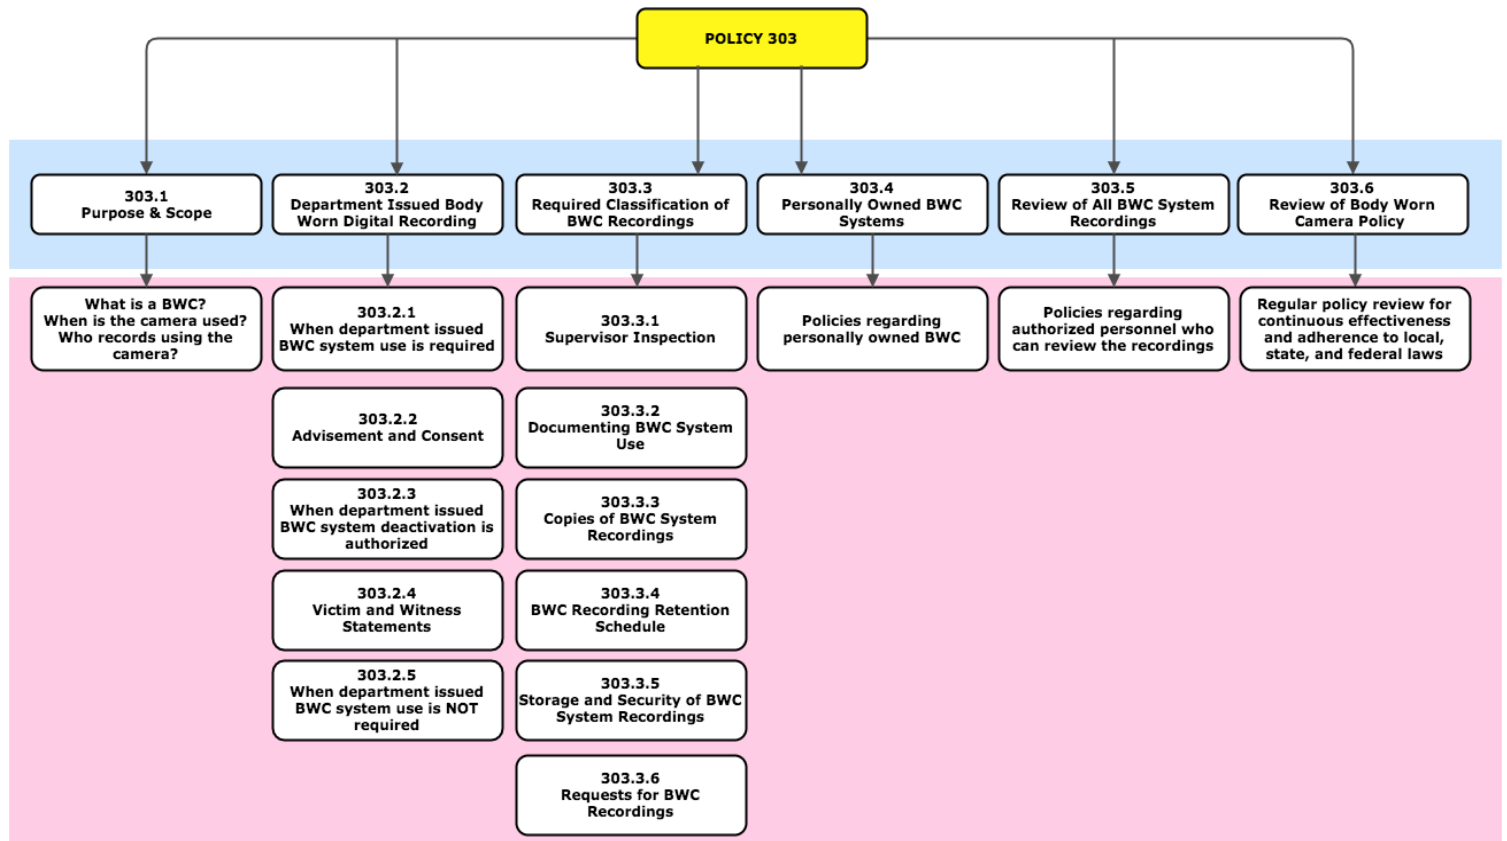 POLICY 303
303.1
Purpose & Scope
303.2
Department Issued Body
Worn Digital Recording
303.3
Required Classification of
BWC Recordings
303.4
Personally Owned BWC
Systems
303.5
Review of All BWC System
Recordings
303.6
Review of Body Worn
Camera Policy
What is a BWC?
When is the camera used?
Who records using the
camera?
303.2.1
When department issued
BWC system use is required
303.3.1
Supervisor Inspection
Policies regarding
personally owned BWC
Policies regarding
authorized personnel who
can review the recordings
Regular policy review for
continuous effectiveness
and adherence to local,
state, and federal laws
303.2.2
Advisement and Consent
303.3.2
Documenting BWC System
Use
303.2.3
When department issued
BWC system deactivation is
authorized
303.3.3
Copies of BWC System
Recordings
303.2.4
Victim and Witness
Statements
303.3.4
BWC Recording Retention
Schedule
303.2.5
When department issued
BWC system use is NOT
required
303.3.5
Storage and Security of BWC
System Recordings
303.3.6
Requests for BWC
Recordings